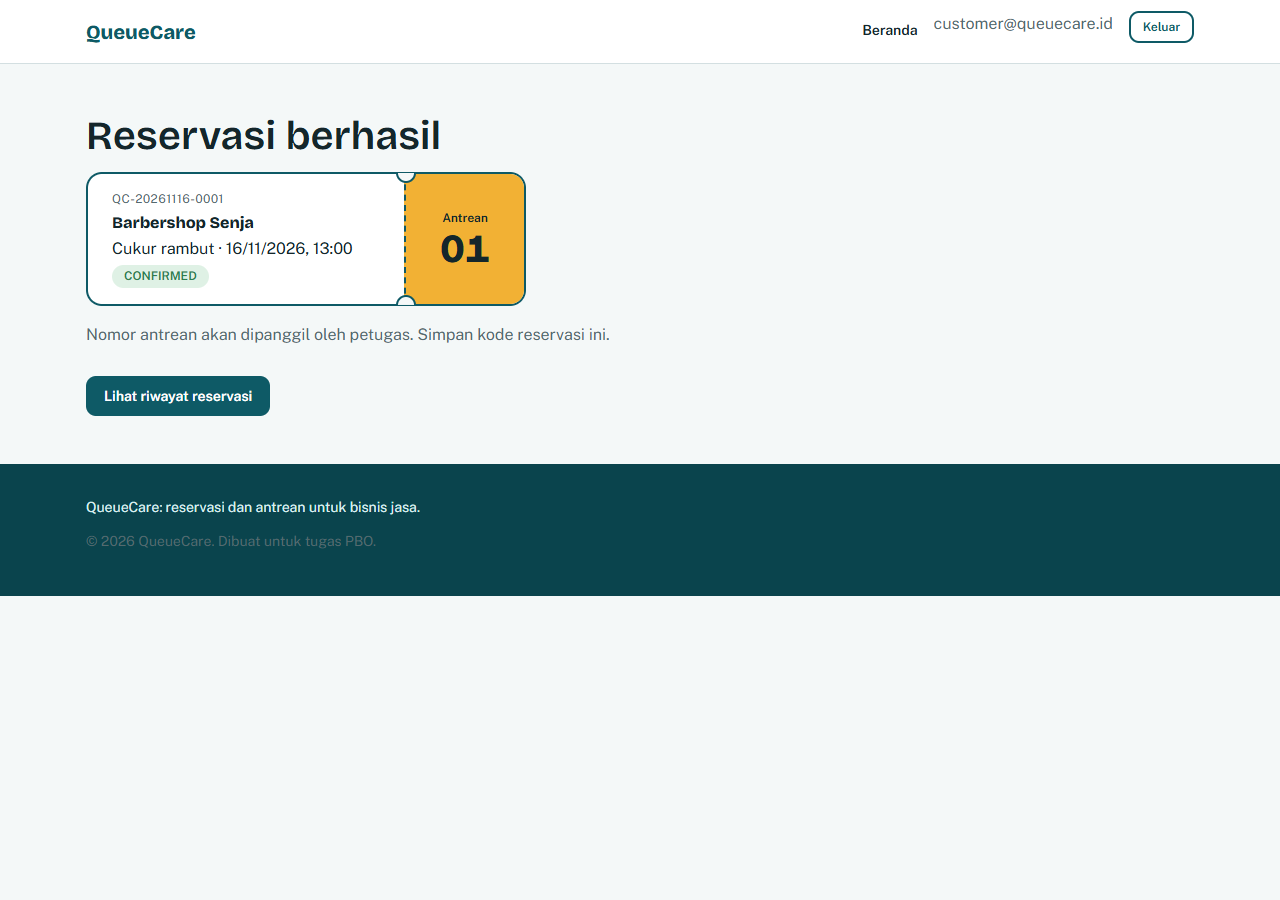 QueueCare
Beranda
customer@queuecare.id
Keluar
Reservasi berhasil
QC-20261116-0001
Barbershop Senja
Cukur rambut · 16/11/2026, 13:00
CONFIRMED
Antrean
01
Nomor antrean akan dipanggil oleh petugas. Simpan kode reservasi ini.
Lihat riwayat reservasi
QueueCare: reservasi dan antrean untuk bisnis jasa.
© 2026 QueueCare. Dibuat untuk tugas PBO.